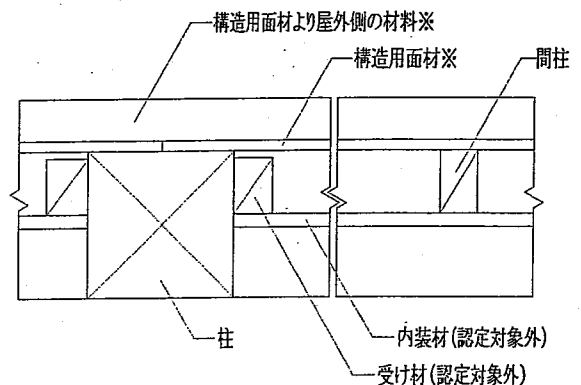 構造用面材より屋外側の材料※
構造用面材※
間柱
柱
内装材(認定対象外)
受け材(認定対象外)